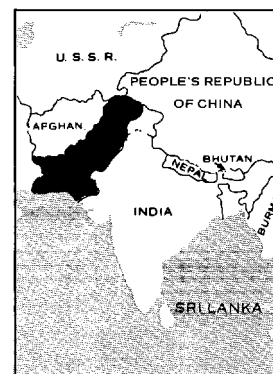 U. S. S. R.
PEOPLE'S REPUBLIC
OF CHINA
AFGHAN.
NEPAL
BHUTAN
INDIA
BURM
SRI LANKA